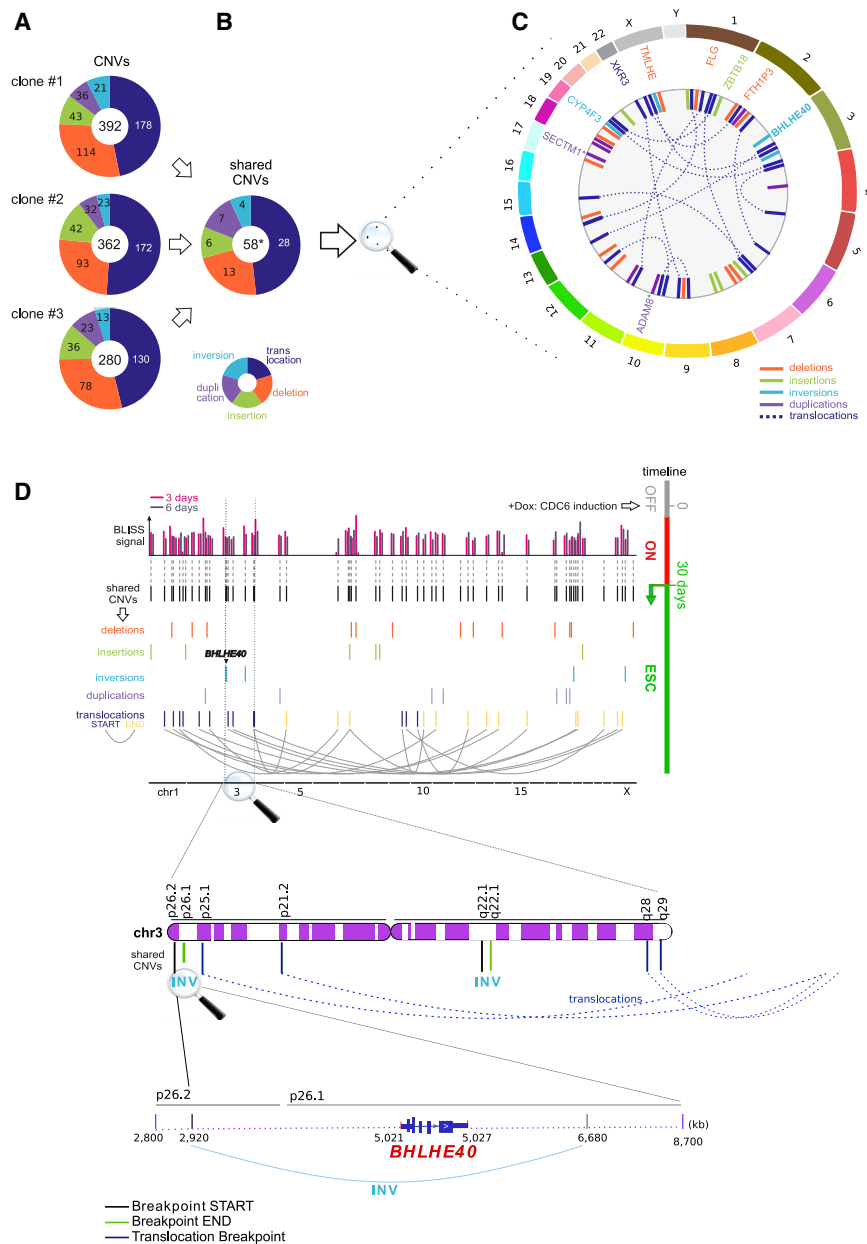 A
B
C
CNVs
clone #1
36
21
43
392
178
114
clone #2
32
23
42
362
172
93
clone #3
13
23
36
280
130
78
shared
CNVs
4
7
6
58*
28
13
inversion
trans
location
dupli
cation
deletion
insertion
X
Y
1
2
3
5
6
7
8
9
10
11
12
13
14
15
16
17
18
19
20
21
22
XKR3
TMLHE
FLG
ZBTB18
FTH1P3
BHLHE40
CYP4F3
SECTM1*
ADAM8*
deletions
insertions
inversions
duplications
translocations
D
3 days
6 days
BLISS
signal
+Dox: CDC6 induction
timeline
OFF
0
ON
30 days
ESC
shared
CNVs
deletions
insertions
BHLHE40
inversions
duplications
translocations
START END
chr1
3
5
10
15
X
p26.2
p26.1
p25.1
p21.2
q22.1
q22.1
q28
q29
chr3
shared
CNVs
INV
INV
translocations
p26.2
p26.1
2,800
2,920
5,021
5,027
6,680
8,700
(kb)
BHLHE40
INV
Breakpoint START
Breakpoint END
Translocation Breakpoint